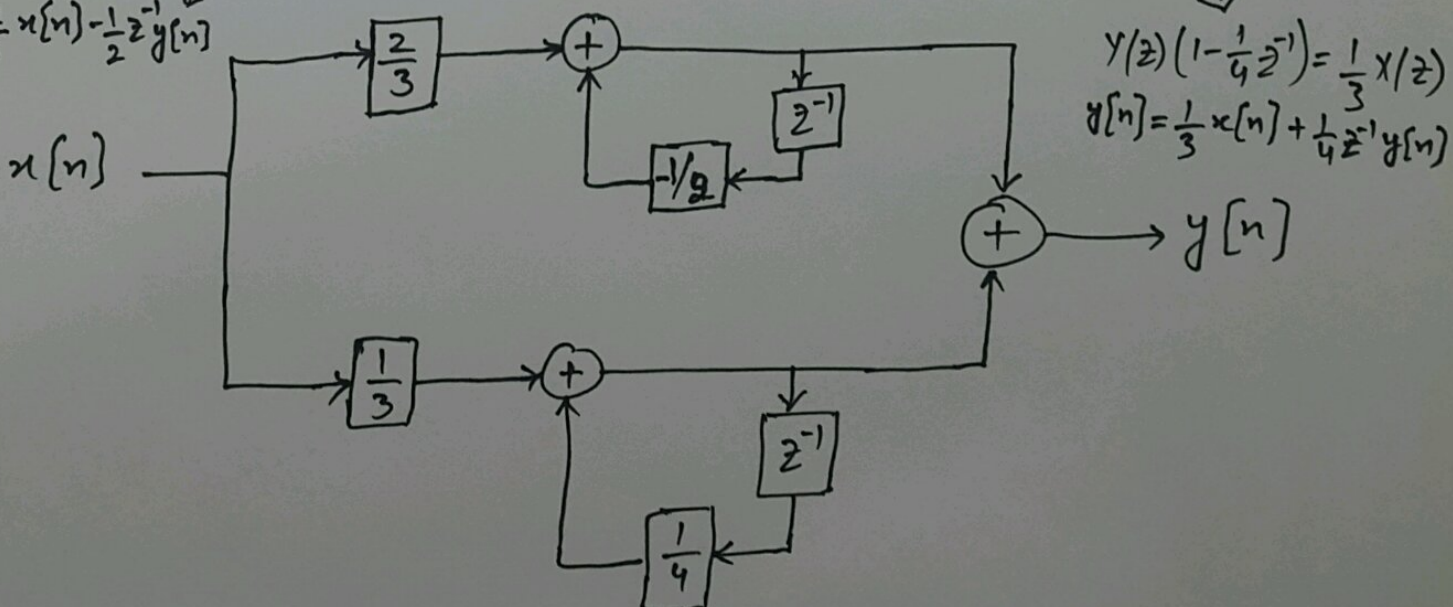 = x[n] - 1/2 z⁻¹ y[n]
Y(z) (1 - 1/4 z⁻¹) = 1/3 X(z)
y[n] = 1/3 x[n] + 1/4 z⁻¹ y[n]
2/3
+
z⁻¹
-1/2
x[n]
+
y[n]
1/3
+
z⁻¹
1/4